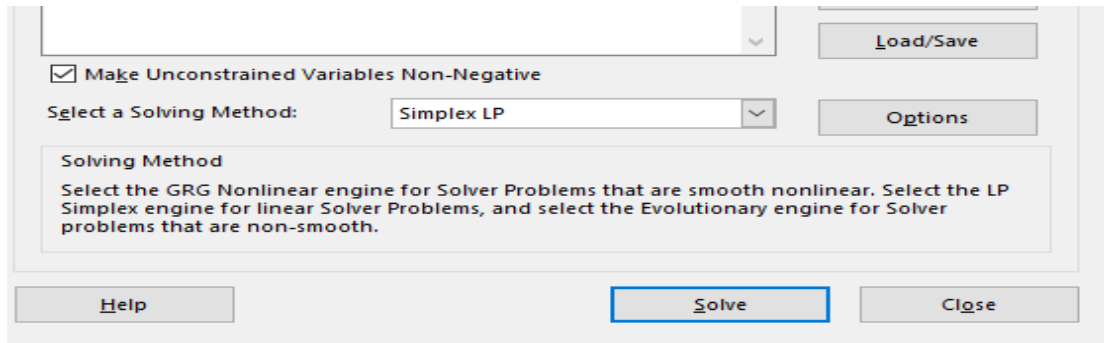 Load/Save
Make Unconstrained Variables Non-Negative
Select a Solving Method:
Simplex LP
Options
Solving Method
Select the GRG Nonlinear engine for Solver Problems that are smooth nonlinear. Select the LP
Simplex engine for linear Solver Problems, and select the Evolutionary engine for Solver
problems that are non-smooth.
Help
Solve
Close